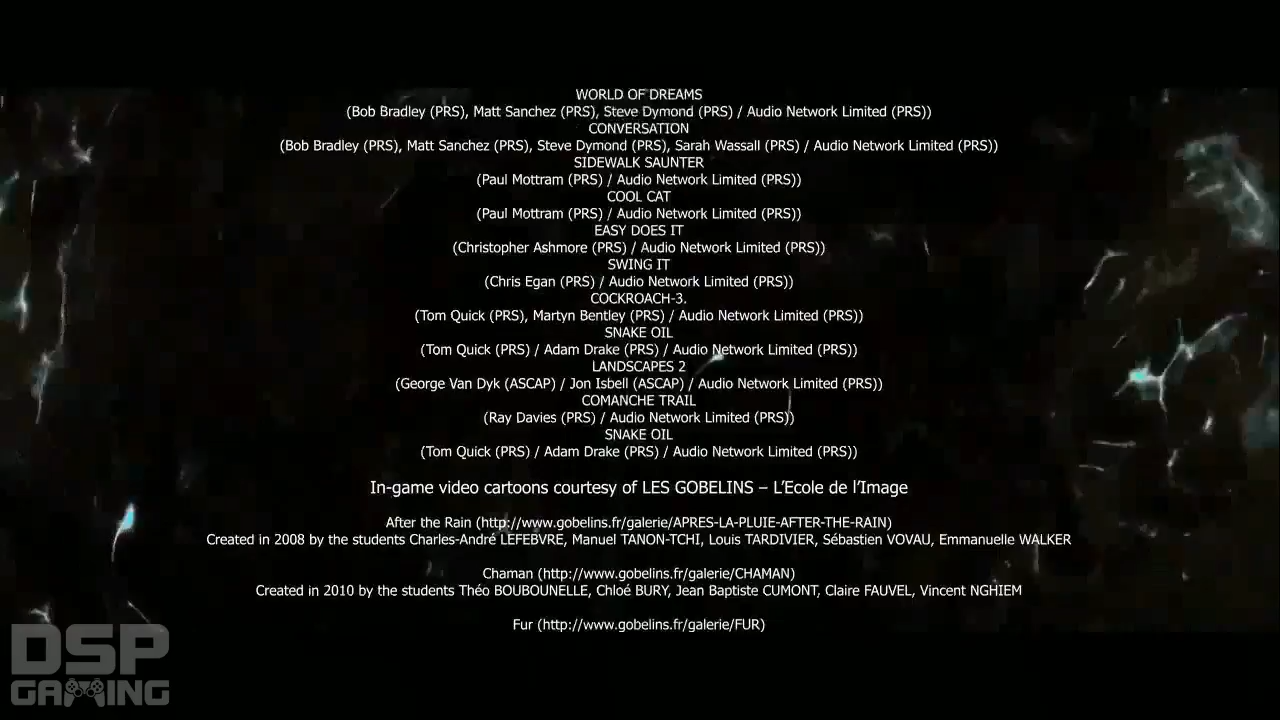 WORLD OF DREAMS
(Bob Bradley (PRS), Matt Sanchez (PRS), Steve Dymond (PRS) / Audio Network Limited (PRS))
CONVERSATION
(Bob Bradley (PRS), Matt Sanchez (PRS), Steve Dymond (PRS), Sarah Wassall (PRS) / Audio Network Limited (PRS))
SIDEWALK SAUNTER
(Paul Mottram (PRS) / Audio Network Limited (PRS))
COOL CAT
(Paul Mottram (PRS) / Audio Network Limited (PRS))
EASY DOES IT
(Christopher Ashmore (PRS) / Audio Network Limited (PRS))
SWING IT
(Chris Egan (PRS) / Audio Network Limited (PRS))
COCKROACH-3.
(Tom Quick (PRS), Martyn Bentley (PRS) / Audio Network Limited (PRS))
SNAKE OIL
(Tom Quick (PRS) / Adam Drake (PRS) / Audio Network Limited (PRS))
LANDSCAPES 2
(George Van Dyk (ASCAP) / Jon Isbell (ASCAP) / Audio Network Limited (PRS))
COMANCHE TRAIL
(Ray Davies (PRS) / Audio Network Limited (PRS))
SNAKE OIL
(Tom Quick (PRS) / Adam Drake (PRS) / Audio Network Limited (PRS))
In-game video cartoons courtesy of LES GOBELINS – L'Ecole de l'Image
After the Rain (http://www.gobelins.fr/galerie/APRES-LA-PLUIE-AFTER-THE-RAIN)
Created in 2008 by the students Charles-André LEFEBVRE, Manuel TANON-TCHI, Louis TARDIVIER, Sébastien VOVAU, Emmanuelle WALKER
Chaman (http://www.gobelins.fr/galerie/CHAMAN)
Created in 2010 by the students Théo BOUBOUNELLE, Chloé BURY, Jean Baptiste CUMONT, Claire FAUVEL, Vincent NGHIEM
Fur (http://www.gobelins.fr/galerie/FUR)
DSP
GAMING